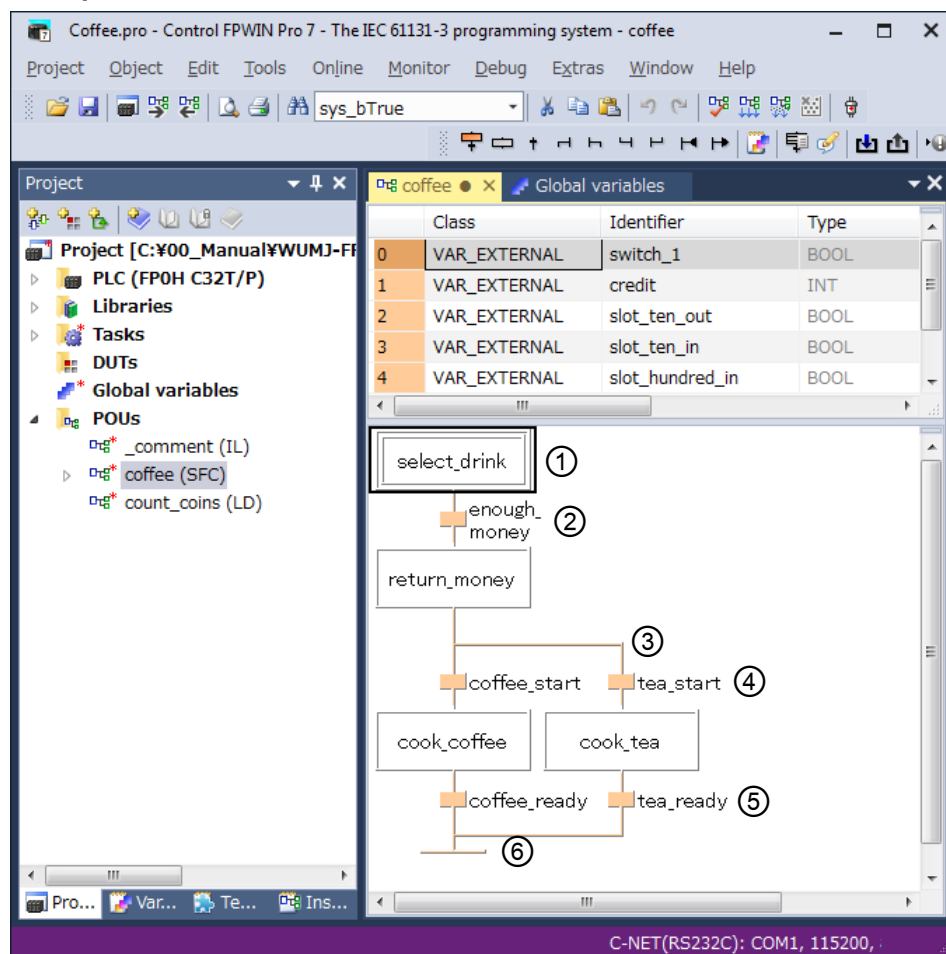 Coffee.pro - Control FPWIN Pro 7 - The IEC 61131-3 programming system - coffee
Project Object Edit Tools Online Monitor Debug Extras Window Help
sys_bTrue
Project
coffee ● Global variables
Class Identifier Type
Project [C:¥00_Manual¥WUMJ-FF
0 VAR_EXTERNAL switch_1 BOOL
PLC (FP0H C32T/P)
1 VAR_EXTERNAL credit INT
Libraries
2 VAR_EXTERNAL slot_ten_out BOOL
Tasks
3 VAR_EXTERNAL slot_ten_in BOOL
DUTs
4 VAR_EXTERNAL slot_hundred_in BOOL
Global variables
POUs
_comment (IL)
coffee (SFC)
count_coins (LD)
select_drink ①
enough_
money ②
return_money
③
coffee_start tea_start ④
cook_coffee cook_tea
coffee_ready tea_ready ⑤
⑥
Pro... Var... Te... Ins...
C-NET(RS232C): COM1, 115200,